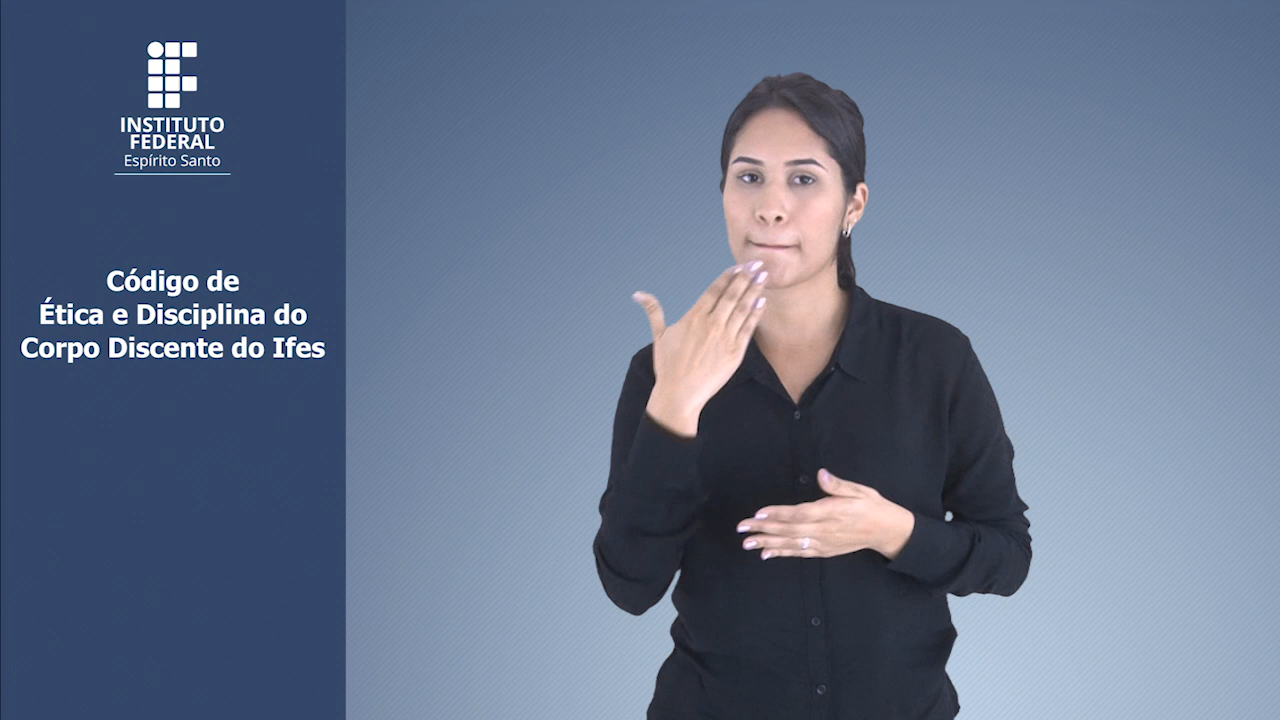 INSTITUTO
FEDERAL
Espírito Santo
Código de
Ética e Disciplina do
Corpo Discente do Ifes